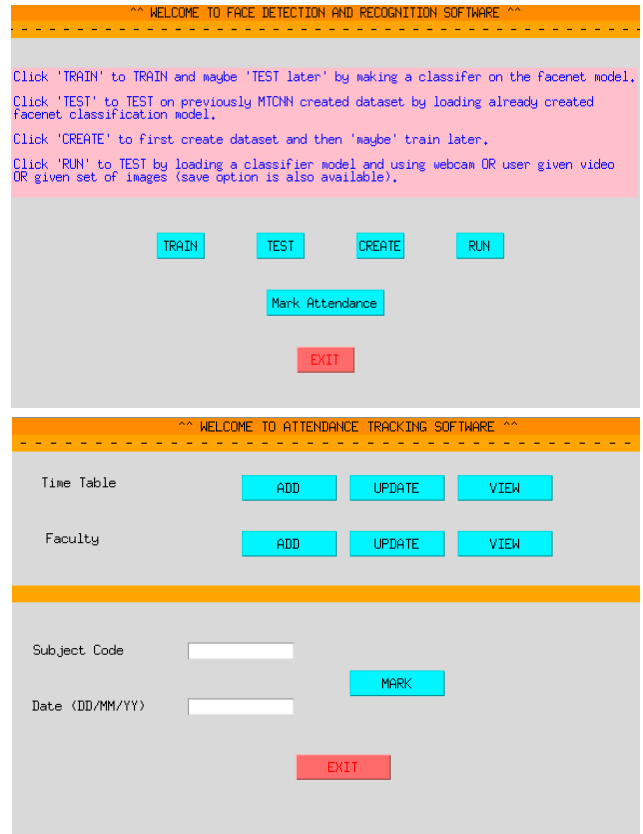 ^^ WELCOME TO FACE DETECTION AND RECOGNITION SOFTWARE ^^
- - - - - - - - - - - - - - - - - - - - - - - - - - - - - - - - - - - - - - - -
Click 'TRAIN' to TRAIN and maybe 'TEST later' by making a classifer on the facenet model.
Click 'TEST' to TEST on previously MTCNN created dataset by loading already created
facenet classification model.
Click 'CREATE' to first create dataset and then 'maybe' train later.
Click 'RUN' to TEST by loading a classifier model and using webcam OR user given video
OR given set of images (save option is also available).
TRAIN TEST CREATE RUN
Mark Attendance
EXIT
^^ WELCOME TO ATTENDANCE TRACKING SOFTWARE ^^
- - - - - - - - - - - - - - - - - - - - - - - - - - - - - - - - - - - - - - -
Time Table ADD UPDATE VIEW
Faculty ADD UPDATE VIEW
Subject Code
MARK
Date (DD/MM/YY)
EXIT